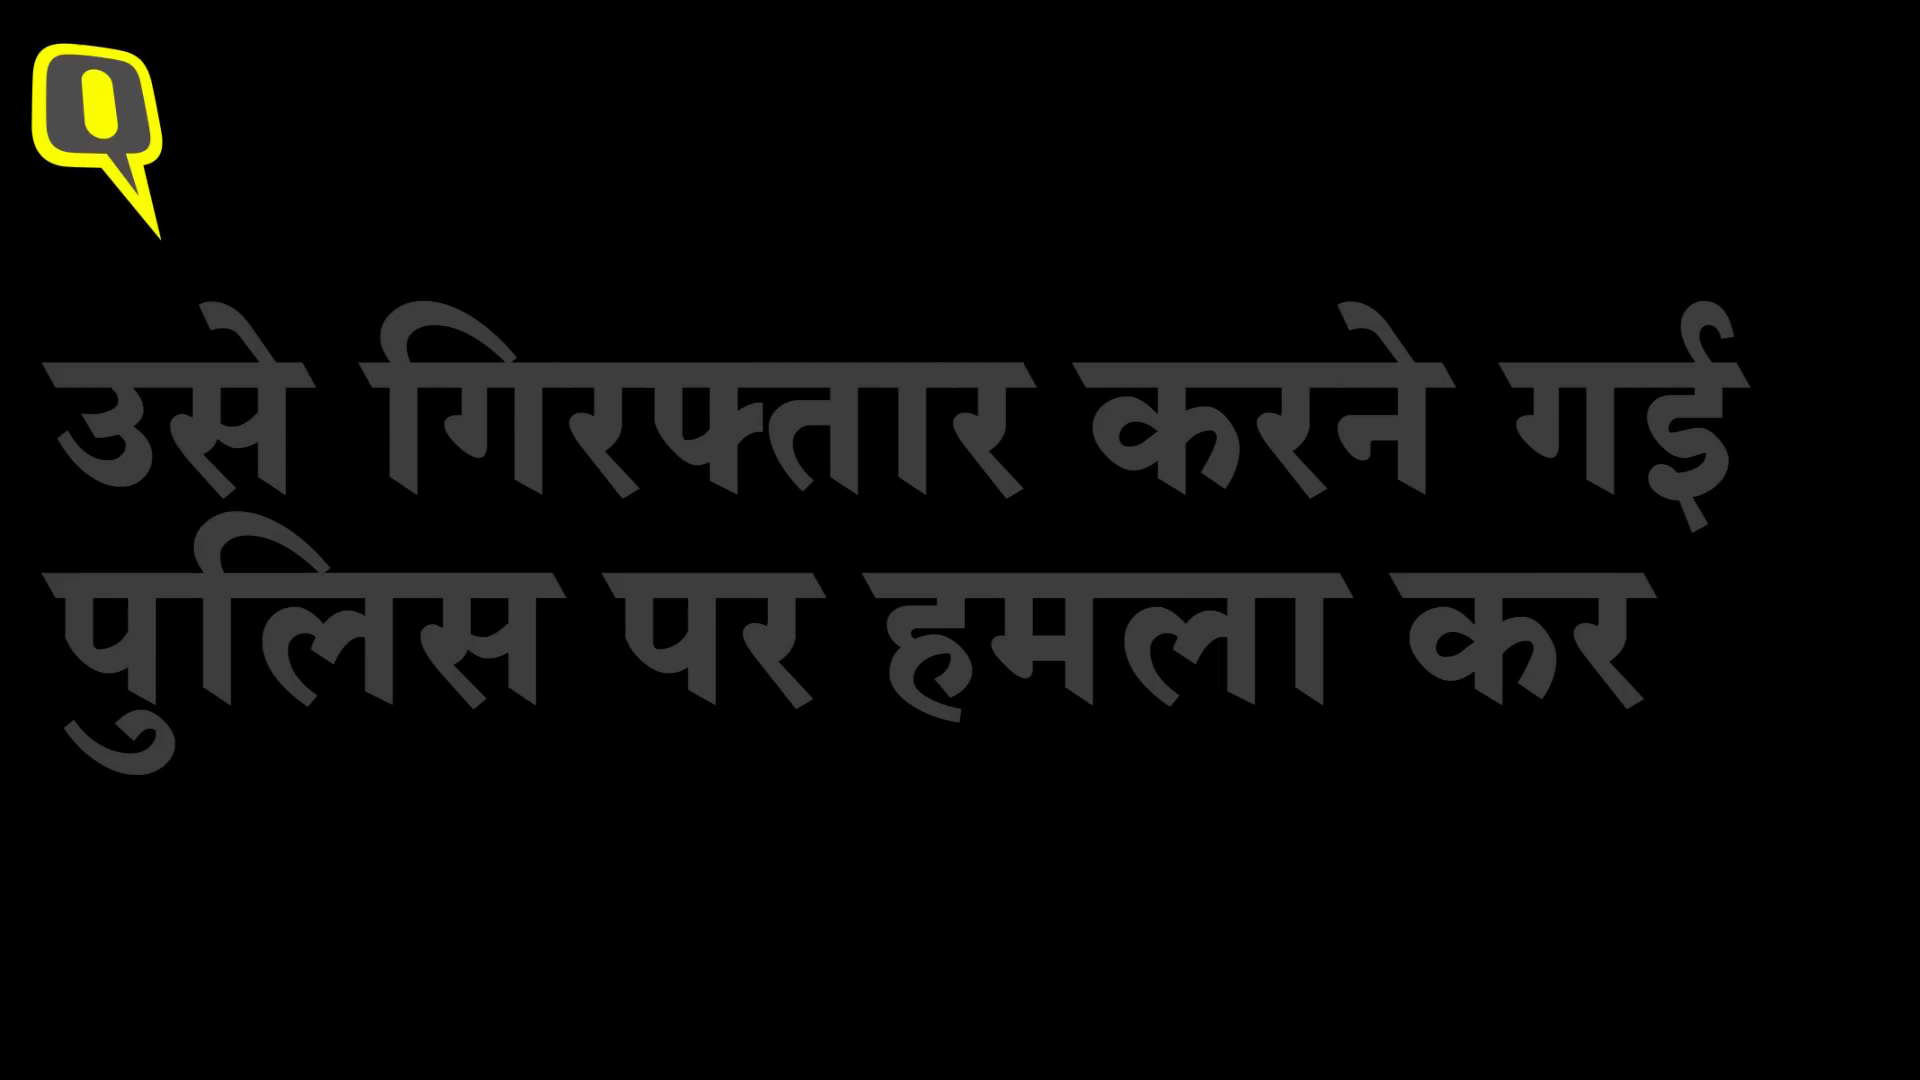 उसे गिरफ्तार करने गई
पुलिस पर हमला कर